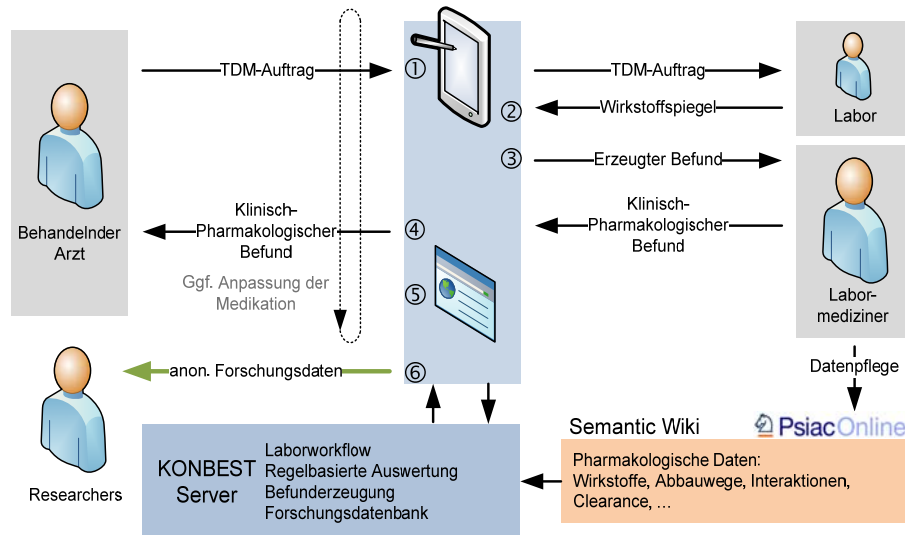 TDM-Auftrag
①
TDM-Auftrag
②
Wirkstoffspiegel
Labor
③
Erzeugter Befund
Behandelnder
Arzt
Klinisch-
Pharmakologischer
Befund
④
Klinisch-
Pharmakologischer
Befund
Ggf. Anpassung der
Medikation
⑤
Labor-
mediziner
anon. Forschungsdaten
⑥
Datenpflege
Researchers
Semantic Wiki
PsiacOnline
KONBEST
Server
Laborworkflow
Regelbasierte Auswertung
Befunderzeugung
Forschungsdatenbank
Pharmakologische Daten:
Wirkstoffe, Abbauwege, Interaktionen,
Clearance, ...